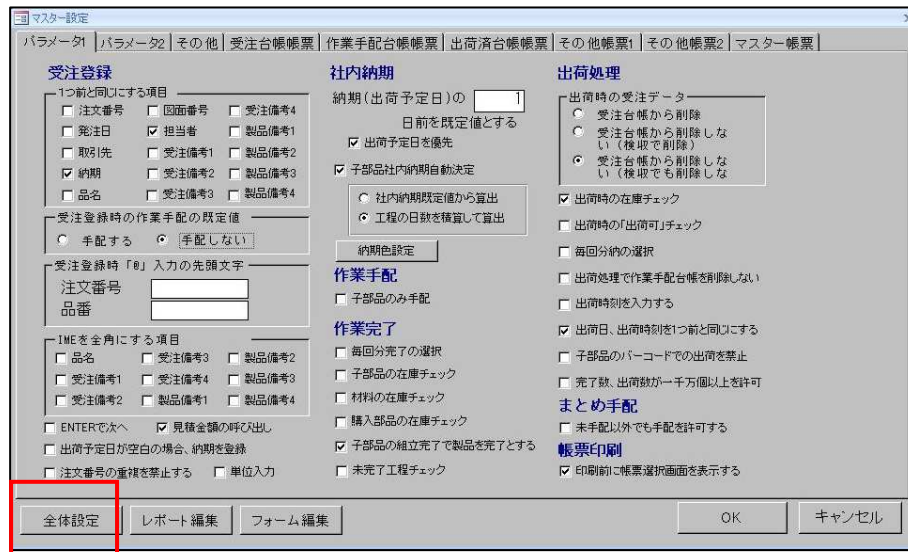 マスター設定
パラメータ1 パラメータ2 その他 受注台帳帳票 作業手配台帳帳票 出荷済台帳帳票 その他帳票1 その他帳票2 マスター帳票
受注登録
1つ前と同じにする項目
注文番号 図面番号 受注備考4
発注日 担当者 製品備考1
取引先 受注備考1 製品備考2
納期 受注備考2 製品備考3
品名 受注備考3 製品備考4
受注登録時の作業手配の既定値
手配する 手配しない
受注登録時「@」入力の先頭文字
注文番号
品番
IMEを全角にする項目
品名 受注備考3 製品備考2
受注備考1 受注備考4 製品備考3
受注備考2 製品備考1 製品備考4
ENTERで次へ 見積金額の呼び出し
出荷予定日が空白の場合、納期を登録
注文番号の重複を禁止する 単位入力
社内納期
納期(出荷予定日)の 1
日前を既定値とする
出荷予定日を優先
子部品社内納期自動決定
社内納期既定値から算出
工程の日数を積算して算出
納期色設定
作業手配
子部品のみ手配
作業完了
毎回分完了の選択
子部品の在庫チェック
材料の在庫チェック
購入部品の在庫チェック
子部品の組立完了で製品を完了とする
未完了工程チェック
出荷処理
出荷時の受注データ
受注台帳から削除
受注台帳から削除しな
い(検収で削除)
受注台帳から削除しな
い(検収でも削除しな
出荷時の在庫チェック
出荷時の「出荷可」チェック
毎回分納の選択
出荷処理で作業手配台帳を削除しない
出荷時刻を入力する
出荷日、出荷時刻を1つ前と同じにする
子部品のバーコードでの出荷を禁止
完了数、出荷数が一千万個以上を許可
まとめ手配
未手配以外でも手配を許可する
帳票印刷
印刷前に帳票選択画面を表示する
全体設定 レポート編集 フォーム編集 OK キャンセル